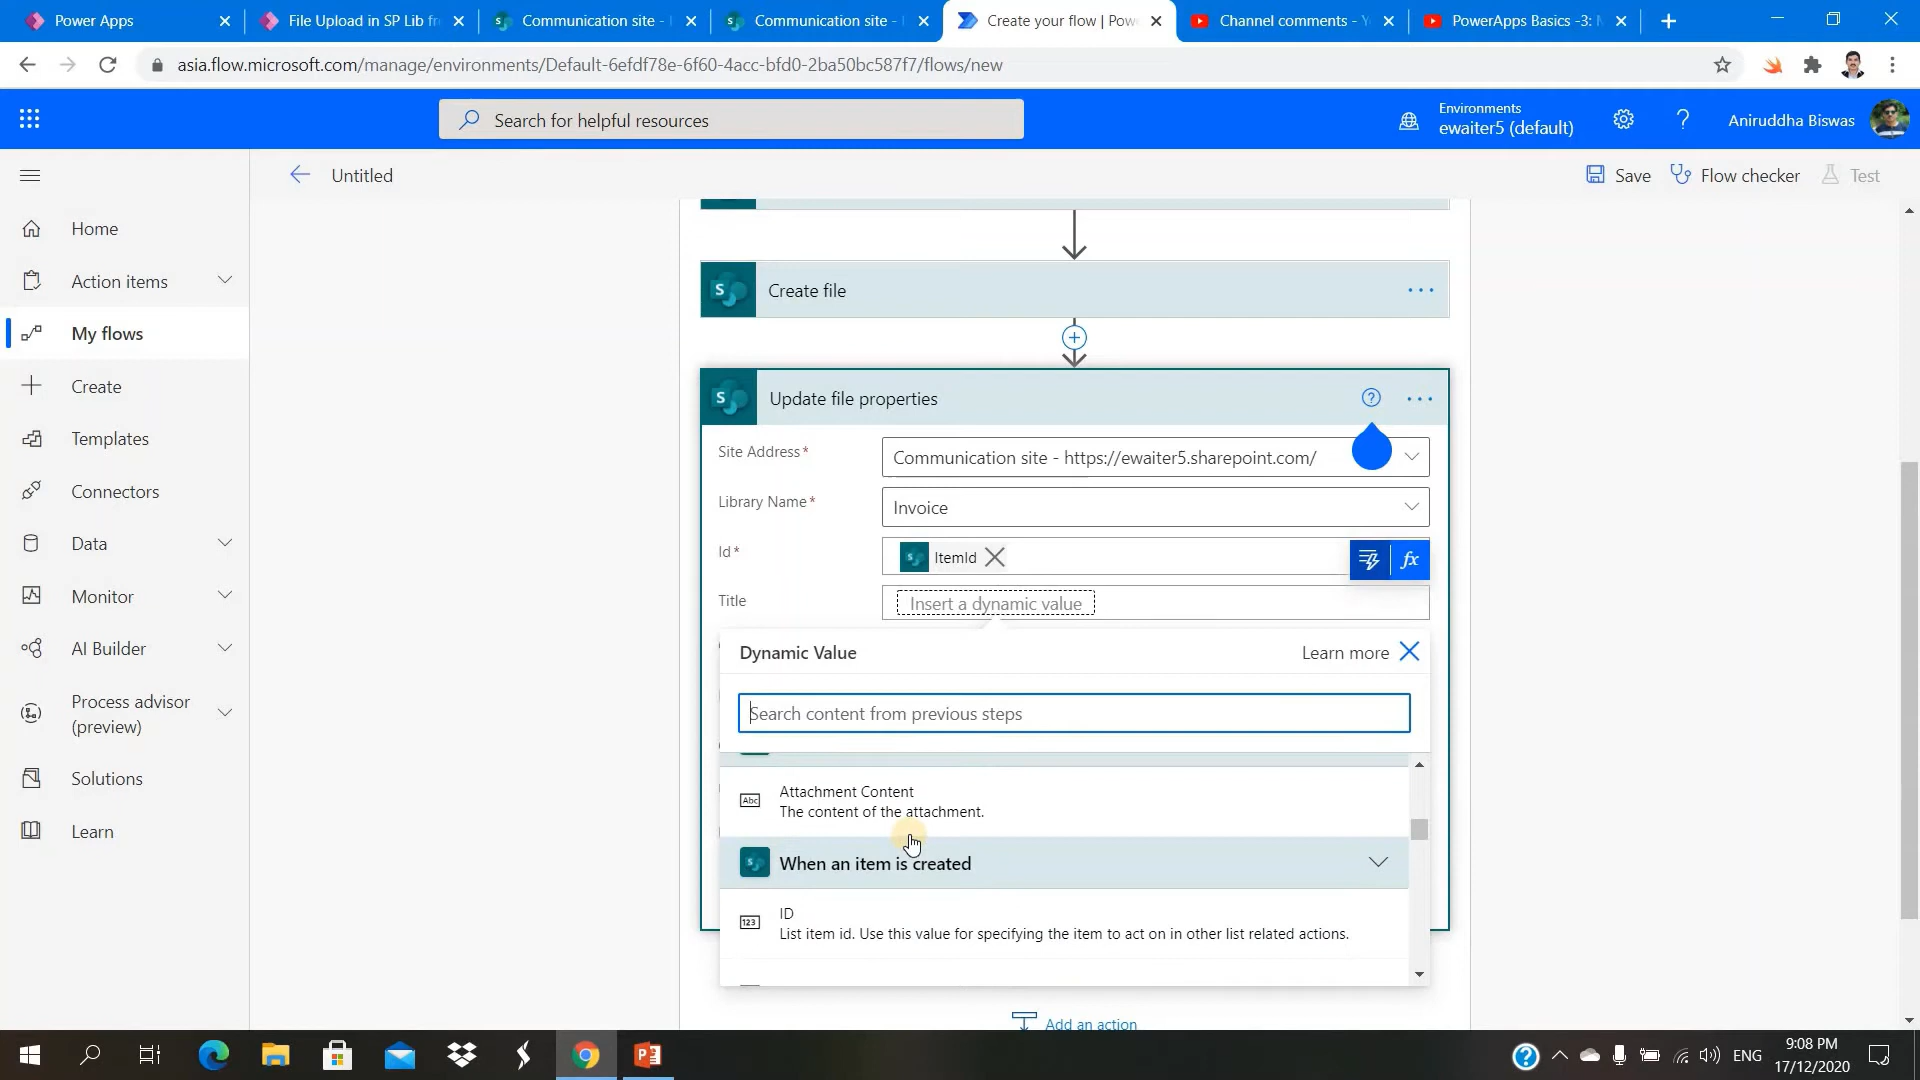 Power Apps
File Upload in SP Lib fr
Communication site -
Communication site -
Create your flow | Pow
Channel comments - Y
PowerApps Basics -3:
asia.flow.microsoft.com/manage/environments/Default-6efdf78e-6f60-4acc-bfd0-2ba50bc587f7/flows/new
Search for helpful resources
Environments
ewaiter5 (default)
Aniruddha Biswas
Untitled
Save
Flow checker
Test
Home
Action items
My flows
Create
Templates
Connectors
Data
Monitor
AI Builder
Process advisor
(preview)
Solutions
Learn
Create file
Update file properties
Site Address*
Communication site - https://ewaiter5.sharepoint.com/
Library Name*
Invoice
Id*
ItemId
fx
Title
Insert a dynamic value
Dynamic Value
Learn more
Search content from previous steps
Abc
Attachment Content
The content of the attachment.
When an item is created
123
ID
List item id. Use this value for specifying the item to act on in other list related actions.
Add an action
ENG
9:08 PM
17/12/2020